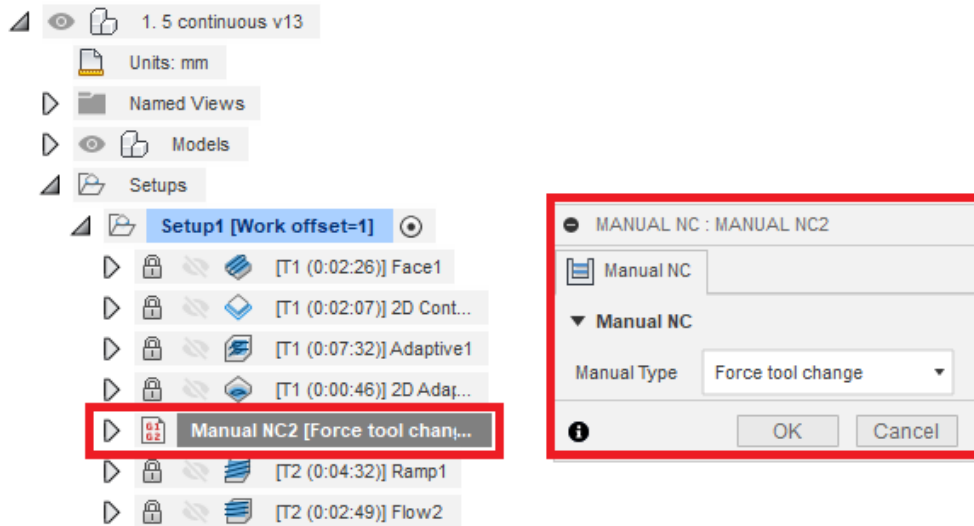 1. 5 continuous v13
Units: mm
Named Views
Models
Setups
Setup1 [Work offset=1]
[T1 (0:02:26)] Face1
[T1 (0:02:07)] 2D Cont...
[T1 (0:07:32)] Adaptive1
[T1 (0:00:46)] 2D Adap...
G1
G2
Manual NC2 [Force tool chang...
[T2 (0:04:32)] Ramp1
[T2 (0:02:49)] Flow2
MANUAL NC : MANUAL NC2
Manual NC
Manual NC
Manual Type
Force tool change
OK
Cancel